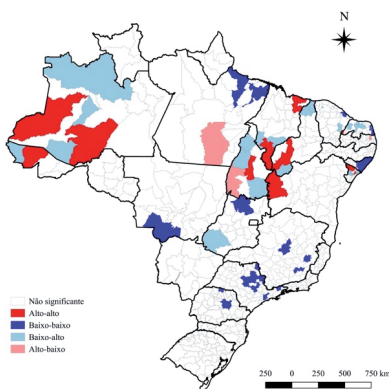 N
Não significante
Alto-alto
Baixo-baixo
Baixo-alto
Alto-baixo
250 0 250 500 750 km